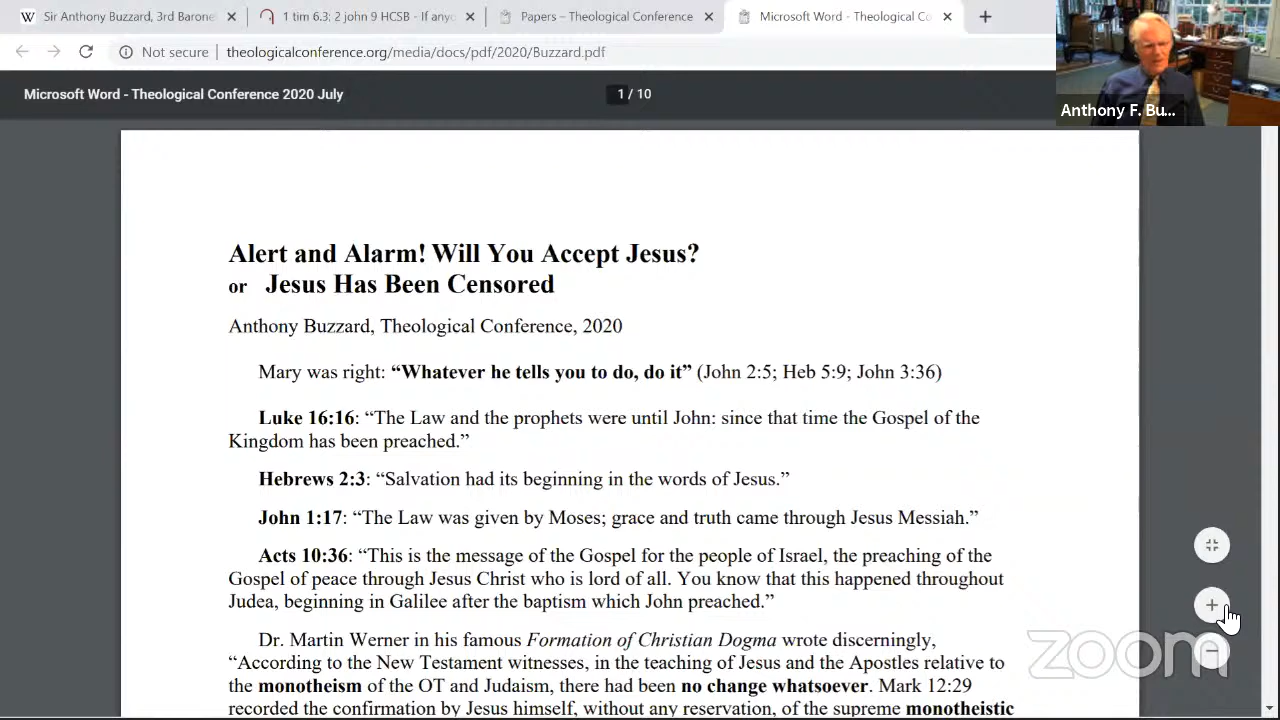 Sir Anthony Buzzard, 3rd Barone
1 tim 6.3; 2 john 9 HCSB - If anyo
Papers – Theological Conference
Microsoft Word - Theological Co
Not secure | theologicalconference.org/media/docs/pdf/2020/Buzzard.pdf
Microsoft Word - Theological Conference 2020 July
1 / 10
Anthony F. Bu...
Alert and Alarm! Will You Accept Jesus?
or Jesus Has Been Censored
Anthony Buzzard, Theological Conference, 2020
Mary was right: “Whatever he tells you to do, do it” (John 2:5; Heb 5:9; John 3:36)
Luke 16:16: “The Law and the prophets were until John: since that time the Gospel of the
Kingdom has been preached.”
Hebrews 2:3: “Salvation had its beginning in the words of Jesus.”
John 1:17: “The Law was given by Moses; grace and truth came through Jesus Messiah.”
Acts 10:36: “This is the message of the Gospel for the people of Israel, the preaching of the
Gospel of peace through Jesus Christ who is lord of all. You know that this happened throughout
Judea, beginning in Galilee after the baptism which John preached.”
Dr. Martin Werner in his famous Formation of Christian Dogma wrote discerningly,
“According to the New Testament witnesses, in the teaching of Jesus and the Apostles relative to
the monotheism of the OT and Judaism, there had been no change whatsoever. Mark 12:29
recorded the confirmation by Jesus himself, without any reservation, of the supreme monotheistic
zoom